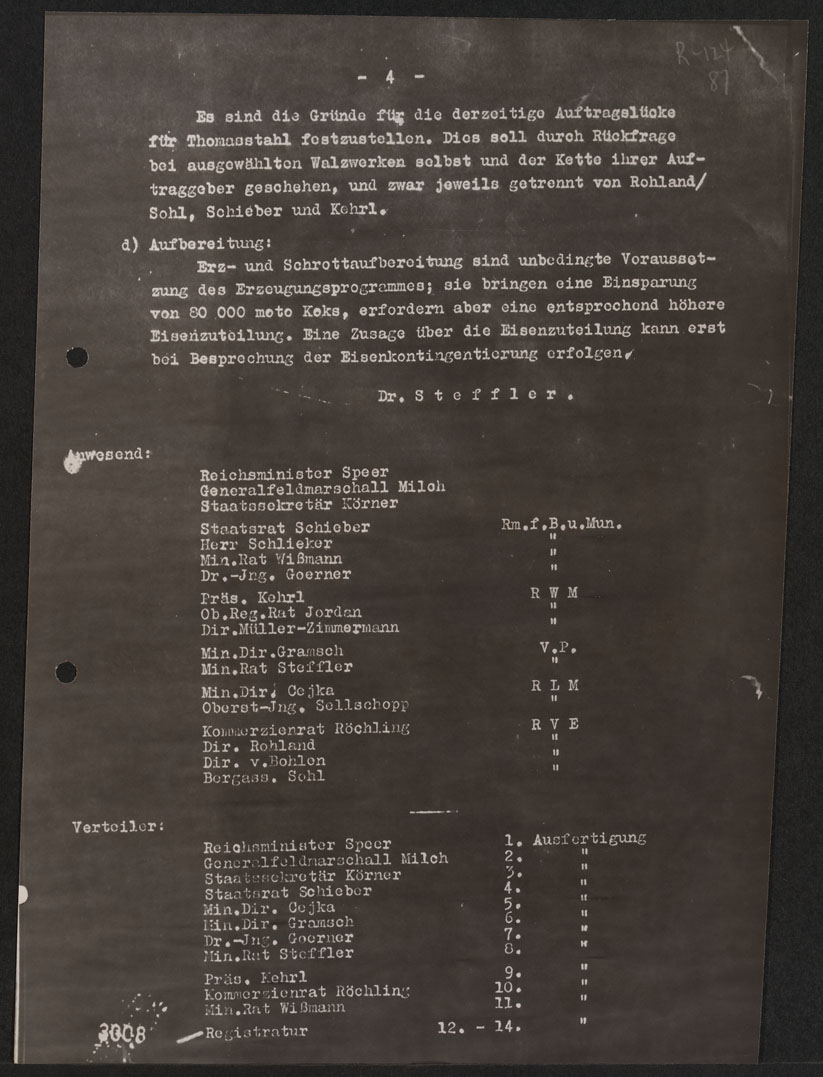 R-124
87
- 4 -
Es sind die Gründe für die derzeitige Auftragslücke
für Thomasstahl festzustellen. Dies soll durch Rückfrage
bei ausgewählten Walzwerken selbst und der Kette ihrer Auf-
traggeber geschehen, und zwar jeweils getrennt von Rohland/
Sohl, Schieber und Kehrl.
d) Aufbereitung:
Erz- und Schrottaufbereitung sind unbedingte Vorausset-
zung des Erzeugungsprogrammes; sie bringen eine Einsparung
von 80 000 moto Koks, erfordern aber eine entsprechend höhere
Eisenzuteilung. Eine Zusage über die Eisenzuteilung kann erst
bei Besprechung der Eisenkontingentierung erfolgen.
Dr. S t e f f l e r .
Anwesend:
Reichsminister Speer
Generalfeldmarschall Milch
Staatssekretär Körner
Staatsrat Schieber Rm.f.B.u.Mun.
Herr Schlieker "
Min.Rat Wißmann "
Dr.-Jng. Goerner "
Präs. Kehrl R W M
Ob.Reg.Rat Jordan "
Dir.Müller-Zimmermann "
Min.Dir.Gramsch V.P.
Min.Rat Steffler "
Min.Dir. Cejka R L M
Oberst-Jng. Sellschopp "
Kommerzienrat Röchling R V E
Dir. Rohland "
Dir. v.Bohlen "
Bergass. Sohl "
Verteiler:
Reichsminister Speer 1. Ausfertigung
Generalfeldmarschall Milch 2. "
Staatssekretär Körner 3. "
Staatsrat Schieber 4. "
Min.Dir. Cejka 5. "
Min.Dir. Gramsch 6. "
Dr.-Jng. Goerner 7. "
Min.Rat Steffler 8. "
Präs. Kehrl 9. "
Kommerzienrat Röchling 10. "
Min.Rat Wißmann 11. "
Registratur 12. - 14. "
3008